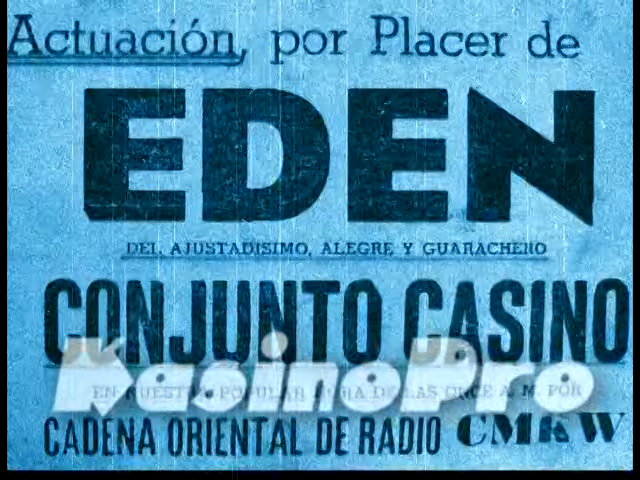 Actuación, por Placer de
EDEN
DEL AJUSTADISIMO, ALEGRE Y GUARACHERO
CONJUNTO CASINO
KasinoPro
EN NUESTRA POPULAR HORA DE LAS ONCE A. M. POR
CADENA ORIENTAL DE RADIO CMKW